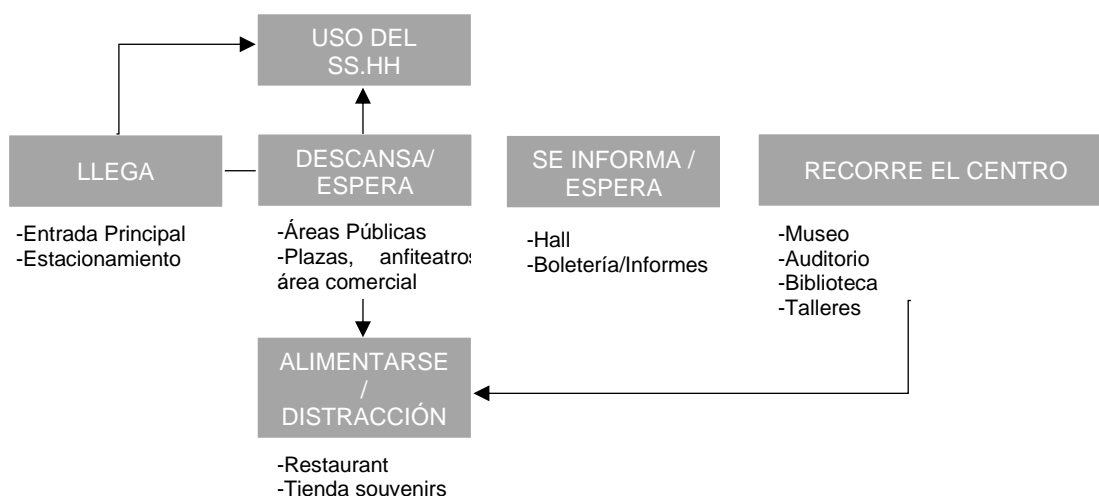 USO DEL
SS.HH
LLEGA
-Entrada Principal
-Estacionamiento
DESCANSA/
ESPERA
-Áreas Públicas
-Plazas, anfiteatros
área comercial
SE INFORMA /
ESPERA
-Hall
-Boletería/Informes
RECORRE EL CENTRO
-Museo
-Auditorio
-Biblioteca
-Talleres
ALIMENTARSE
/
DISTRACCIÓN
-Restaurant
-Tienda souvenirs